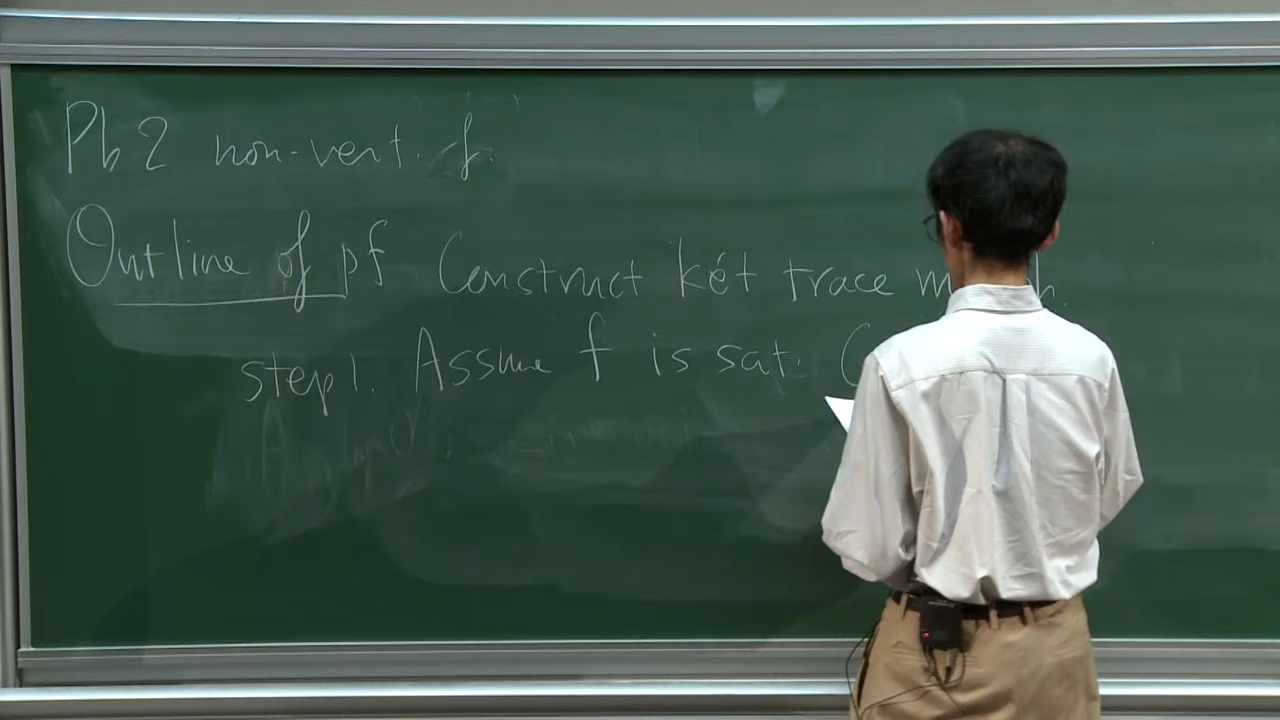 Pb 2 non-vert. f.
Outline of pf Construct két trace m h.
step 1. Assume f is sat. (